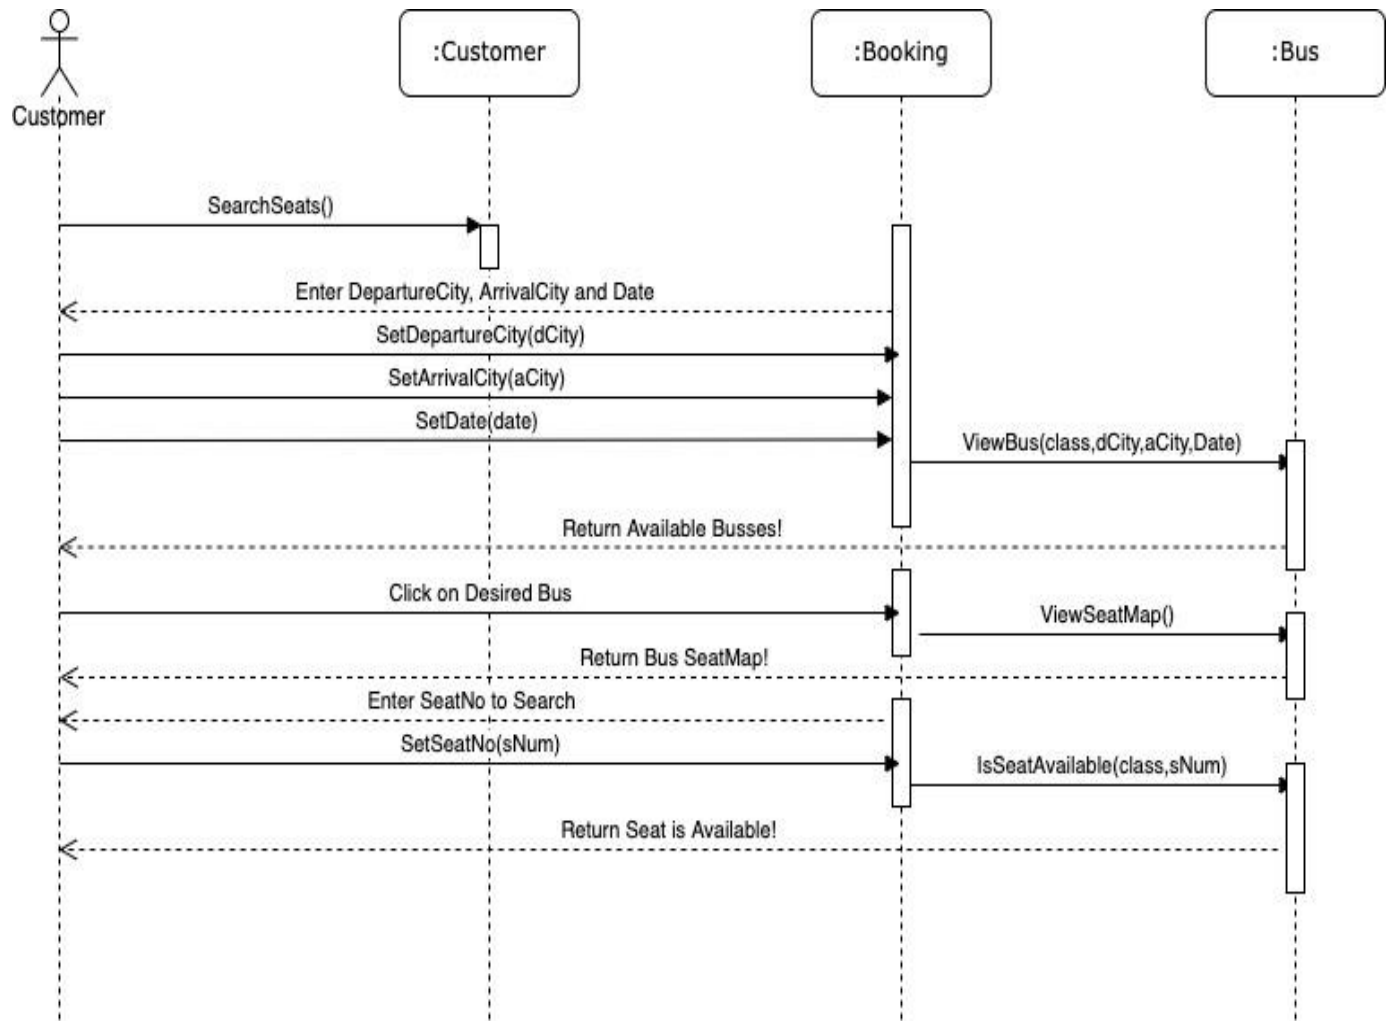 :Customer
:Booking
:Bus
Customer
SearchSeats()
Enter DepartureCity, ArrivalCity and Date
SetDepartureCity(dCity)
SetArrivalCity(aCity)
SetDate(date)
ViewBus(class,dCity,aCity,Date)
Return Available Busses!
Click on Desired Bus
ViewSeatMap()
Return Bus SeatMap!
Enter SeatNo to Search
SetSeatNo(sNum)
IsSeatAvailable(class,sNum)
Return Seat is Available!